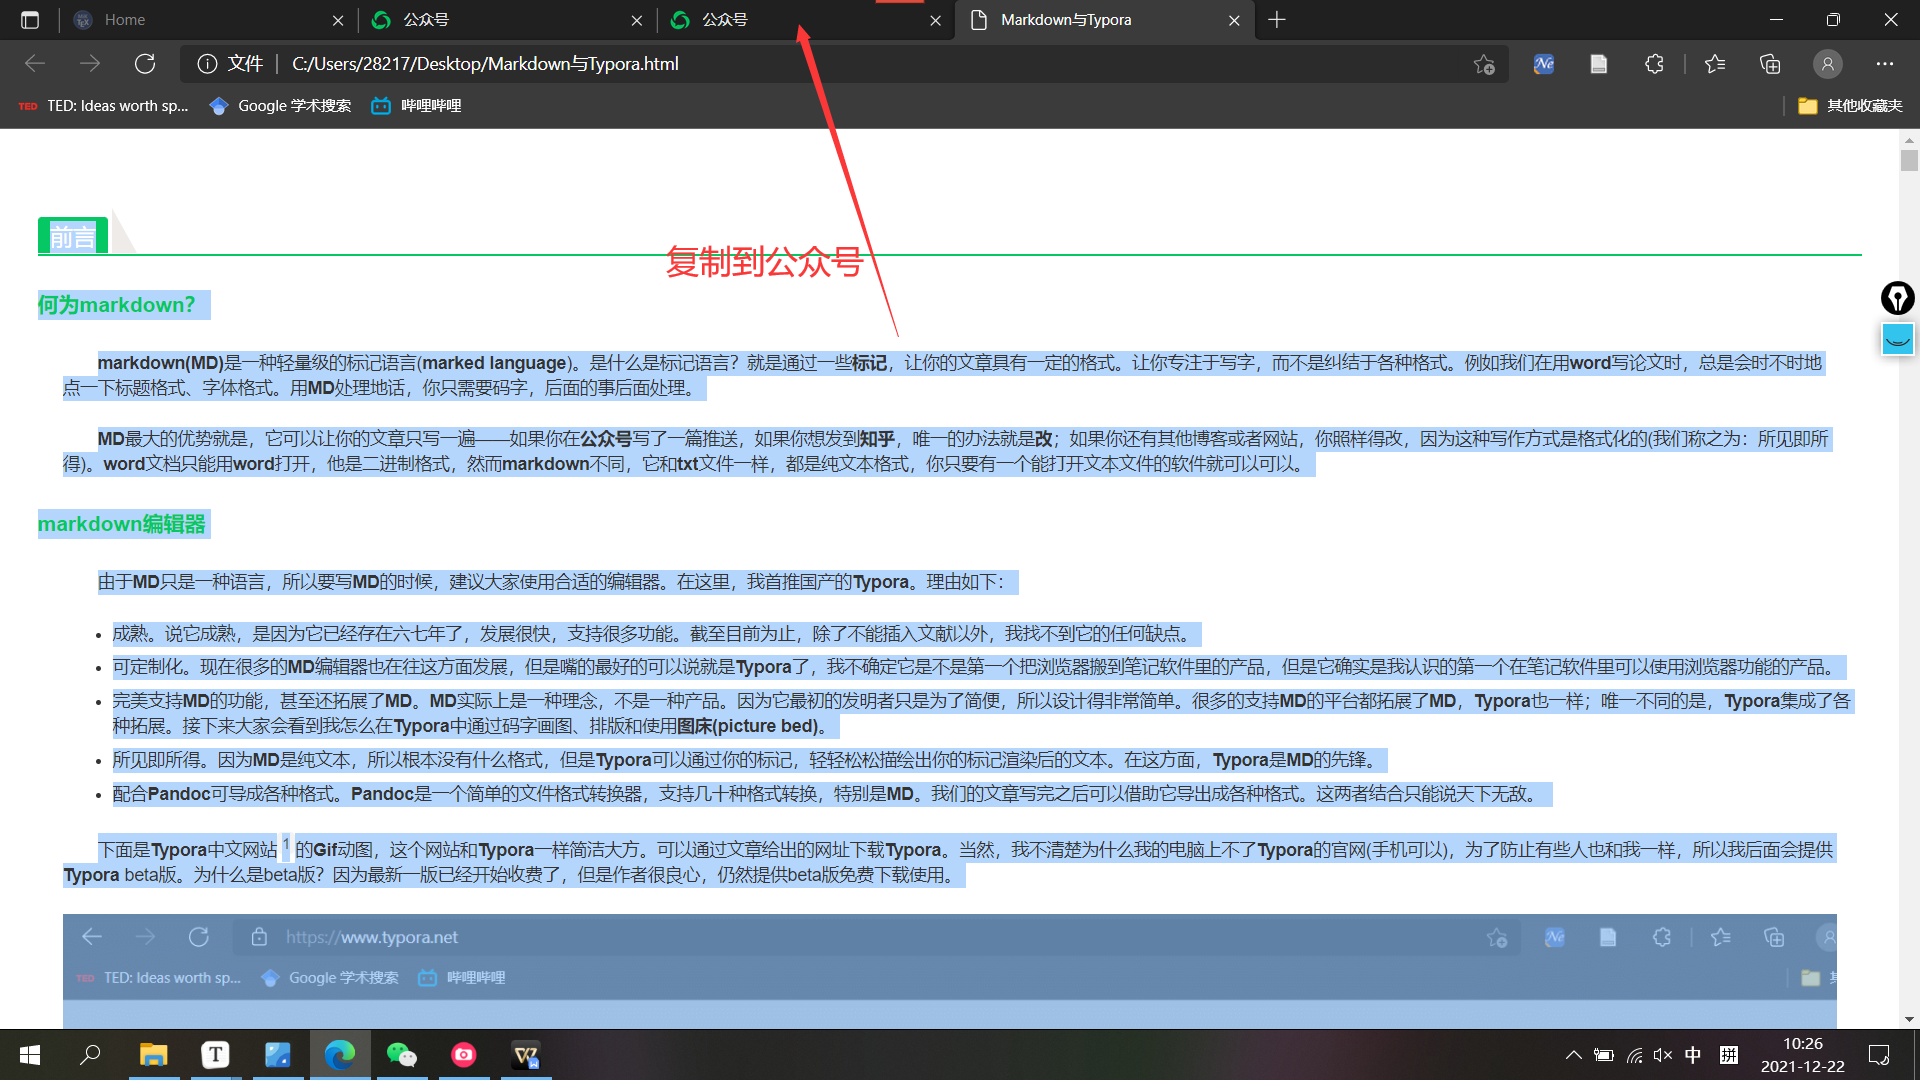 Home
公众号
公众号
Markdown与Typora
文件
C:/Users/28217/Desktop/Markdown与Typora.html
TED TED: Ideas worth sp...
Google 学术搜索
哔哩哔哩
其他收藏夹
前言
复制到公众号
何为markdown？
markdown(MD)是一种轻量级的标记语言(marked language)。是什么是标记语言？就是通过一些标记，让你的文章具有一定的格式。让你专注于写字，而不是纠结于各种格式。例如我们在用word写论文时，总是会时不时地
点一下标题格式、字体格式。用MD处理地话，你只需要码字，后面的事后面处理。
MD最大的优势就是，它可以让你的文章只写一遍——如果你在公众号写了一篇推送，如果你想发到知乎，唯一的办法就是改；如果你还有其他博客或者网站，你照样得改，因为这种写作方式是格式化的(我们称之为：所见即所
得)。word文档只能用word打开，他是二进制格式，然而markdown不同，它和txt文件一样，都是纯文本格式，你只要有一个能打开文本文件的软件就可以可以。
markdown编辑器
由于MD只是一种语言，所以要写MD的时候，建议大家使用合适的编辑器。在这里，我首推国产的Typora。理由如下：
• 成熟。说它成熟，是因为它已经存在六七年了，发展很快，支持很多功能。截至目前为止，除了不能插入文献以外，我找不到它的任何缺点。
• 可定制化。现在很多的MD编辑器也在往这方面发展，但是嘴的最好的可以说就是Typora了，我不确定它是不是第一个把浏览器搬到笔记软件里的产品，但是它确实是我认识的第一个在笔记软件里可以使用浏览器功能的产品。
• 完美支持MD的功能，甚至还拓展了MD。MD实际上是一种理念，不是一种产品。因为它最初的发明者只是为了简便，所以设计得非常简单。很多的支持MD的平台都拓展了MD，Typora也一样；唯一不同的是，Typora集成了各
种拓展。接下来大家会看到我怎么在Typora中通过码字画图、排版和使用图床(picture bed)。
• 所见即所得。因为MD是纯文本，所以根本没有什么格式，但是Typora可以通过你的标记，轻轻松松描绘出你的标记渲染后的文本。在这方面，Typora是MD的先锋。
• 配合Pandoc可导成各种格式。Pandoc是一个简单的文件格式转换器，支持几十种格式转换，特别是MD。我们的文章写完之后可以借助它导出成各种格式。这两者结合只能说天下无敌。
下面是Typora中文网站1的Gif动图，这个网站和Typora一样简洁大方。可以通过文章给出的网址下载Typora。当然，我不清楚为什么我的电脑上不了Typora的官网(手机可以)，为了防止有些人也和我一样，所以我后面会提供
Typora beta版。为什么是beta版？因为最新一版已经开始收费了，但是作者很良心，仍然提供beta版免费下载使用。
https://www.typora.net
TED TED: Ideas worth sp...
Google 学术搜索
哔哩哔哩
中
拼
10:26
2021-12-22